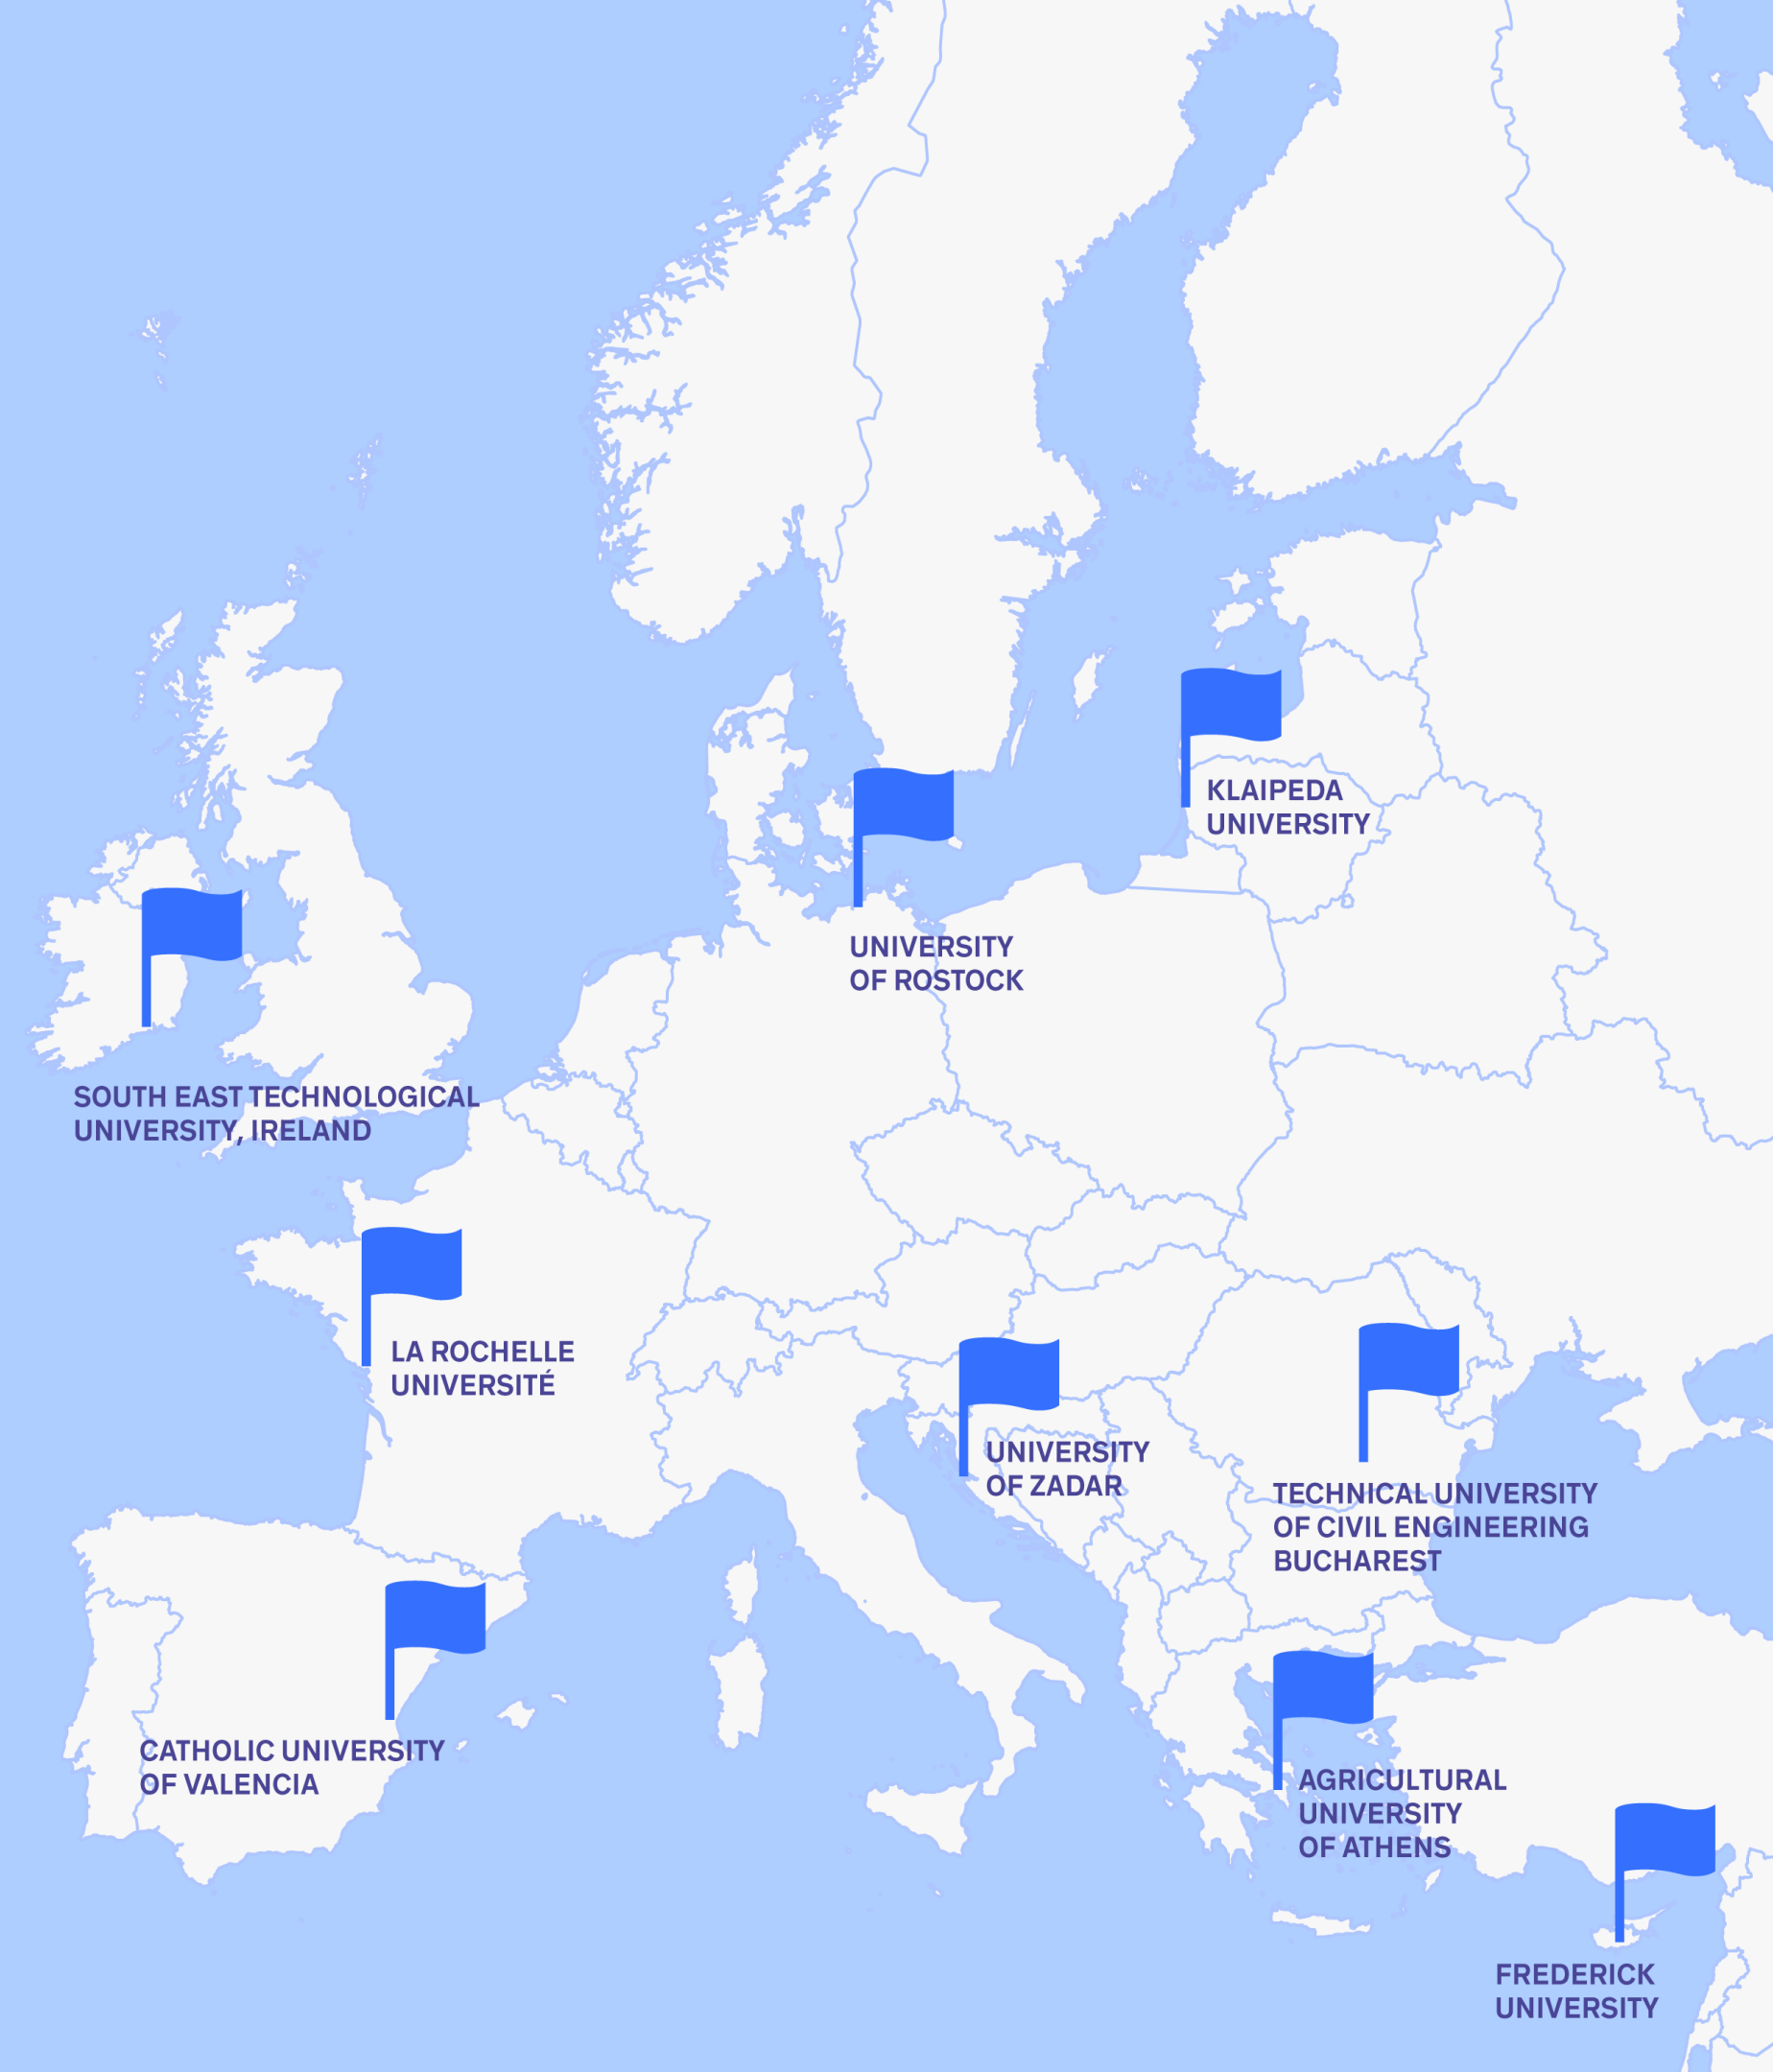 KLAIPEDA
UNIVERSITY
UNIVERSITY
OF ROSTOCK
SOUTH EAST TECHNOLOGICAL
UNIVERSITY, IRELAND
LA ROCHELLE
UNIVERSITÉ
UNIVERSITY
OF ZADAR
TECHNICAL UNIVERSITY
OF CIVIL ENGINEERING
BUCHAREST
CATHOLIC UNIVERSITY
OF VALENCIA
AGRICULTURAL
UNIVERSITY
OF ATHENS
FREDERICK
UNIVERSITY